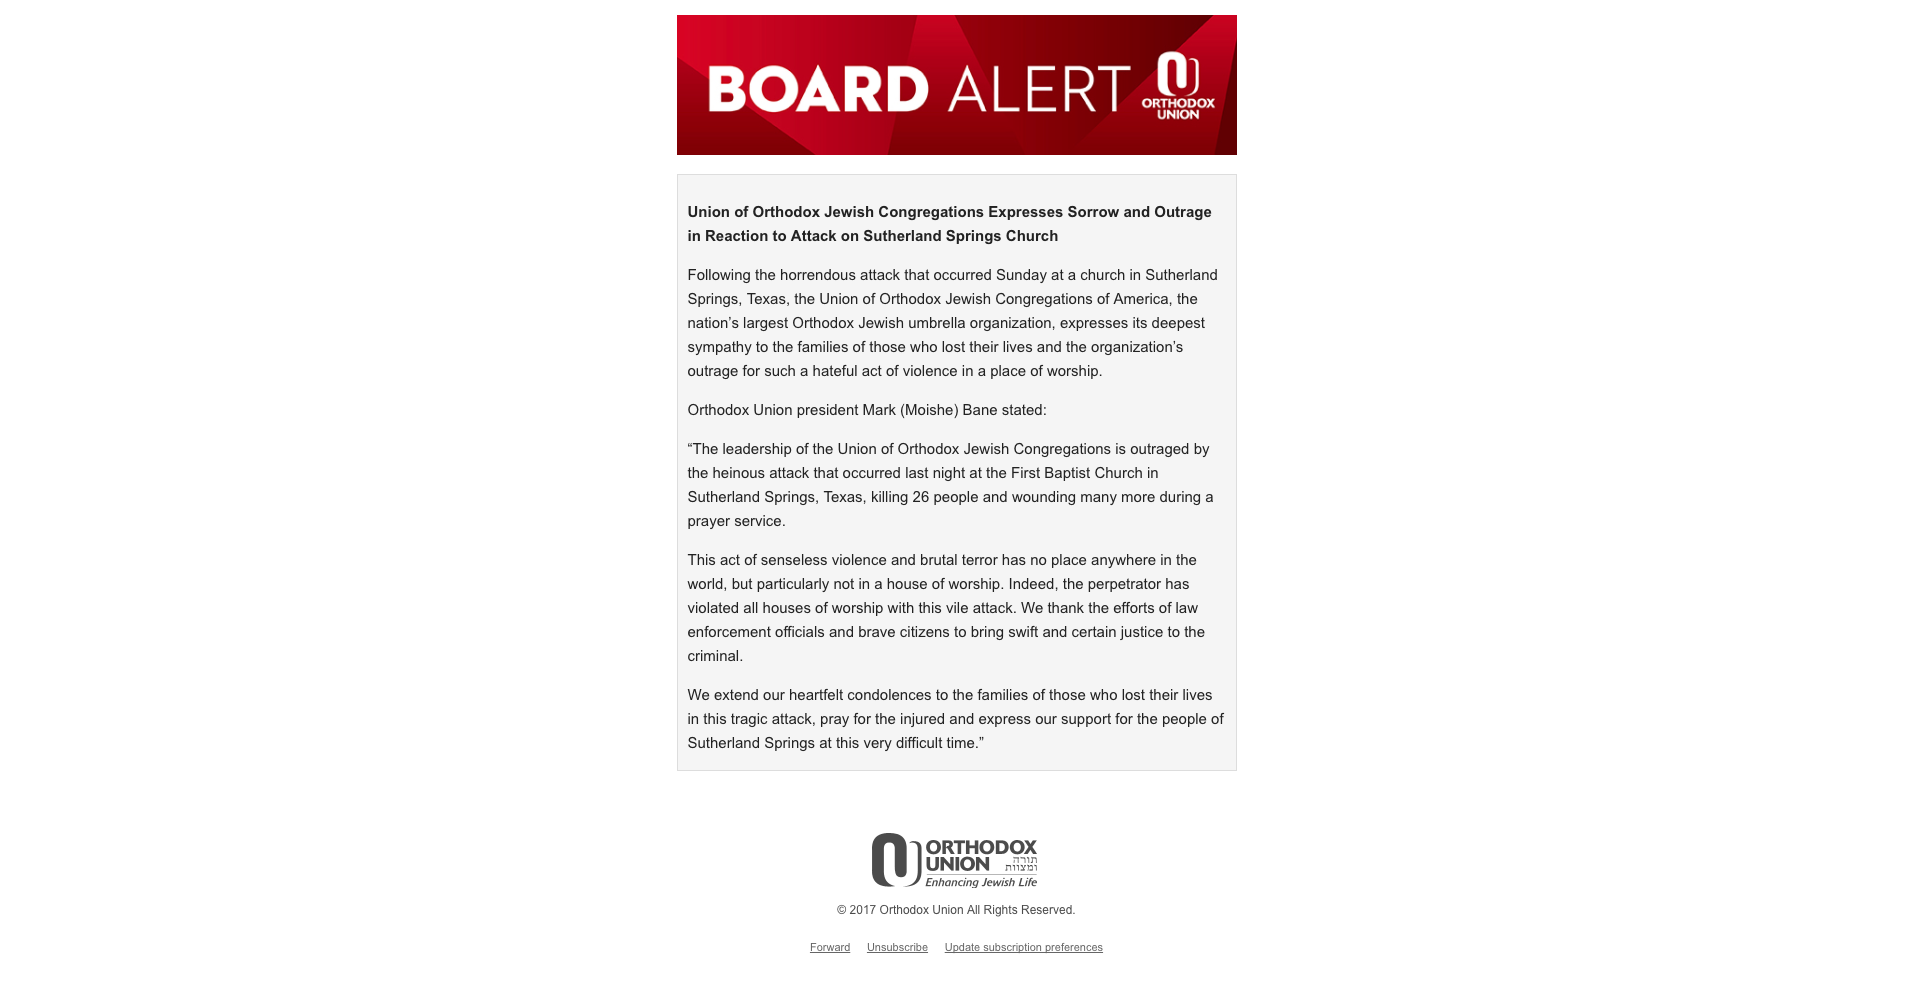 BOARD ALERT
ORTHODOX
UNION
Union of Orthodox Jewish Congregations Expresses Sorrow and Outrage
in Reaction to Attack on Sutherland Springs Church
Following the horrendous attack that occurred Sunday at a church in Sutherland
Springs, Texas, the Union of Orthodox Jewish Congregations of America, the
nation’s largest Orthodox Jewish umbrella organization, expresses its deepest
sympathy to the families of those who lost their lives and the organization’s
outrage for such a hateful act of violence in a place of worship.
Orthodox Union president Mark (Moishe) Bane stated:
“The leadership of the Union of Orthodox Jewish Congregations is outraged by
the heinous attack that occurred last night at the First Baptist Church in
Sutherland Springs, Texas, killing 26 people and wounding many more during a
prayer service.
This act of senseless violence and brutal terror has no place anywhere in the
world, but particularly not in a house of worship. Indeed, the perpetrator has
violated all houses of worship with this vile attack. We thank the efforts of law
enforcement officials and brave citizens to bring swift and certain justice to the
criminal.
We extend our heartfelt condolences to the families of those who lost their lives
in this tragic attack, pray for the injured and express our support for the people of
Sutherland Springs at this very difficult time.”
ORTHODOX
UNION
תורה
ומצוות
Enhancing Jewish Life
© 2017 Orthodox Union All Rights Reserved.
Forward Unsubscribe Update subscription preferences